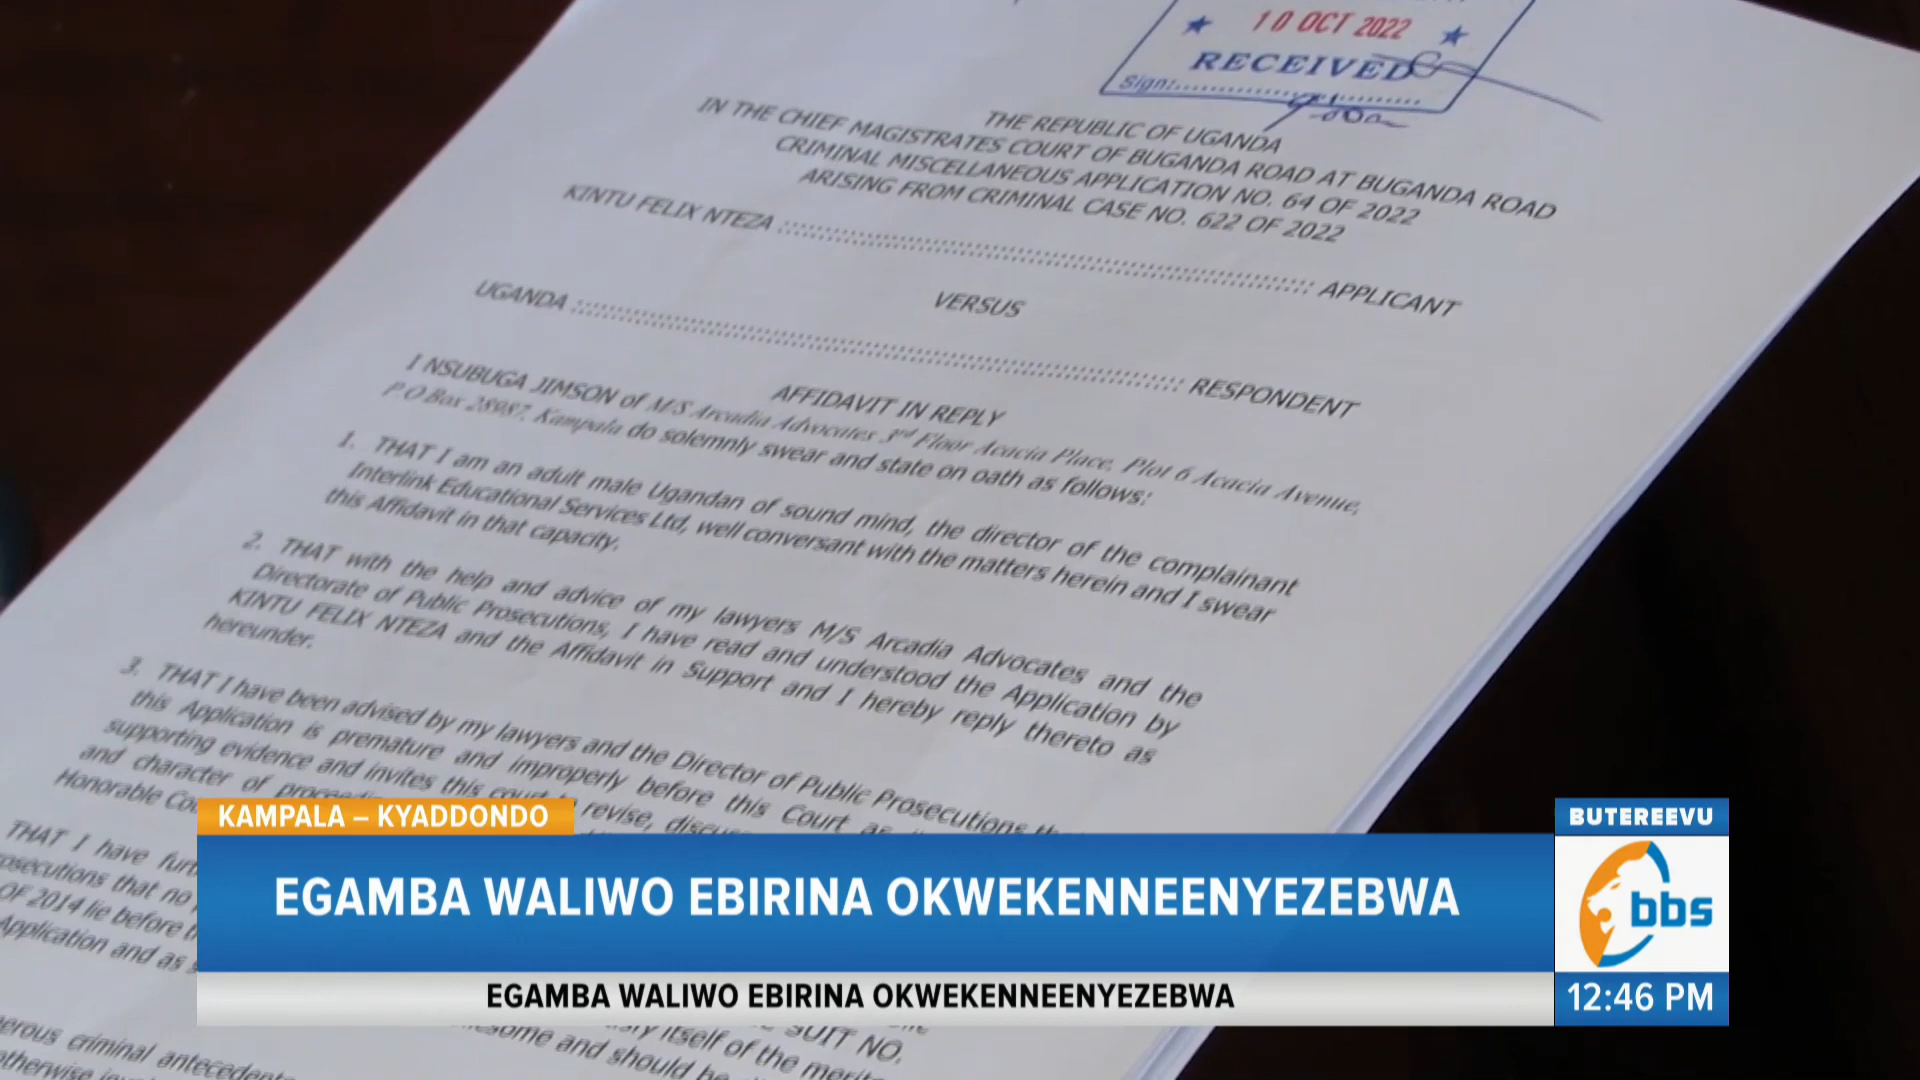 10 OCT 2022
RECEIVED
Sign:
THE REPUBLIC OF UGANDA
IN THE CHIEF MAGISTRATES COURT OF BUGANDA ROAD AT BUGANDA ROAD
CRIMINAL MISCELLANEOUS APPLICATION NO. 64 OF 2022
ARISING FROM CRIMINAL CASE NO. 622 OF 2022
KINTU FELIX NTEZA :::::::::::::::::::::::::::::::::::::::::::::::::::::::::::: APPLICANT
VERSUS
UGANDA :::::::::::::::::::::::::::::::::::::::::::::::::::::::::::::::::::: RESPONDENT
AFFIDAVIT IN REPLY
I NSUBUGA JIMSON of M/S Arcadia Advocates 3rd Floor Acacia Place, Plot 6 Acacia Avenue,
P.O Box 28987, Kampala do solemnly swear and state on oath as follows:
1. THAT I am an adult male Ugandan of sound mind, the director of the complainant
Interlink Educational Services Ltd, well conversant with the matters herein and I swear
this Affidavit in that capacity.
2. THAT with the help and advice of my lawyers M/S Arcadia Advocates and the
Directorate of Public Prosecutions, I have read and understood the Application by
KINTU FELIX NTEZA and the Affidavit in Support and I hereby reply thereto as
hereunder.
3. THAT I have been advised by my lawyers and the Director of Public Prosecutions
this Application is premature and improperly before this Court as
supporting evidence and invites this court revise,
and character of
Honorable
THAT I have
that no
OF 2014 lie before
Application and as
SUIT NO.
itself of the
and should be
criminal
otherwise
KAMPALA – KYADDONDO
EGAMBA WALIWO EBIRINA OKWEKENNEENYEZEBWA
EGAMBA WALIWO EBIRINA OKWEKENNEENYEZEBWA
BUTEREEVU
bbs
12:46 PM